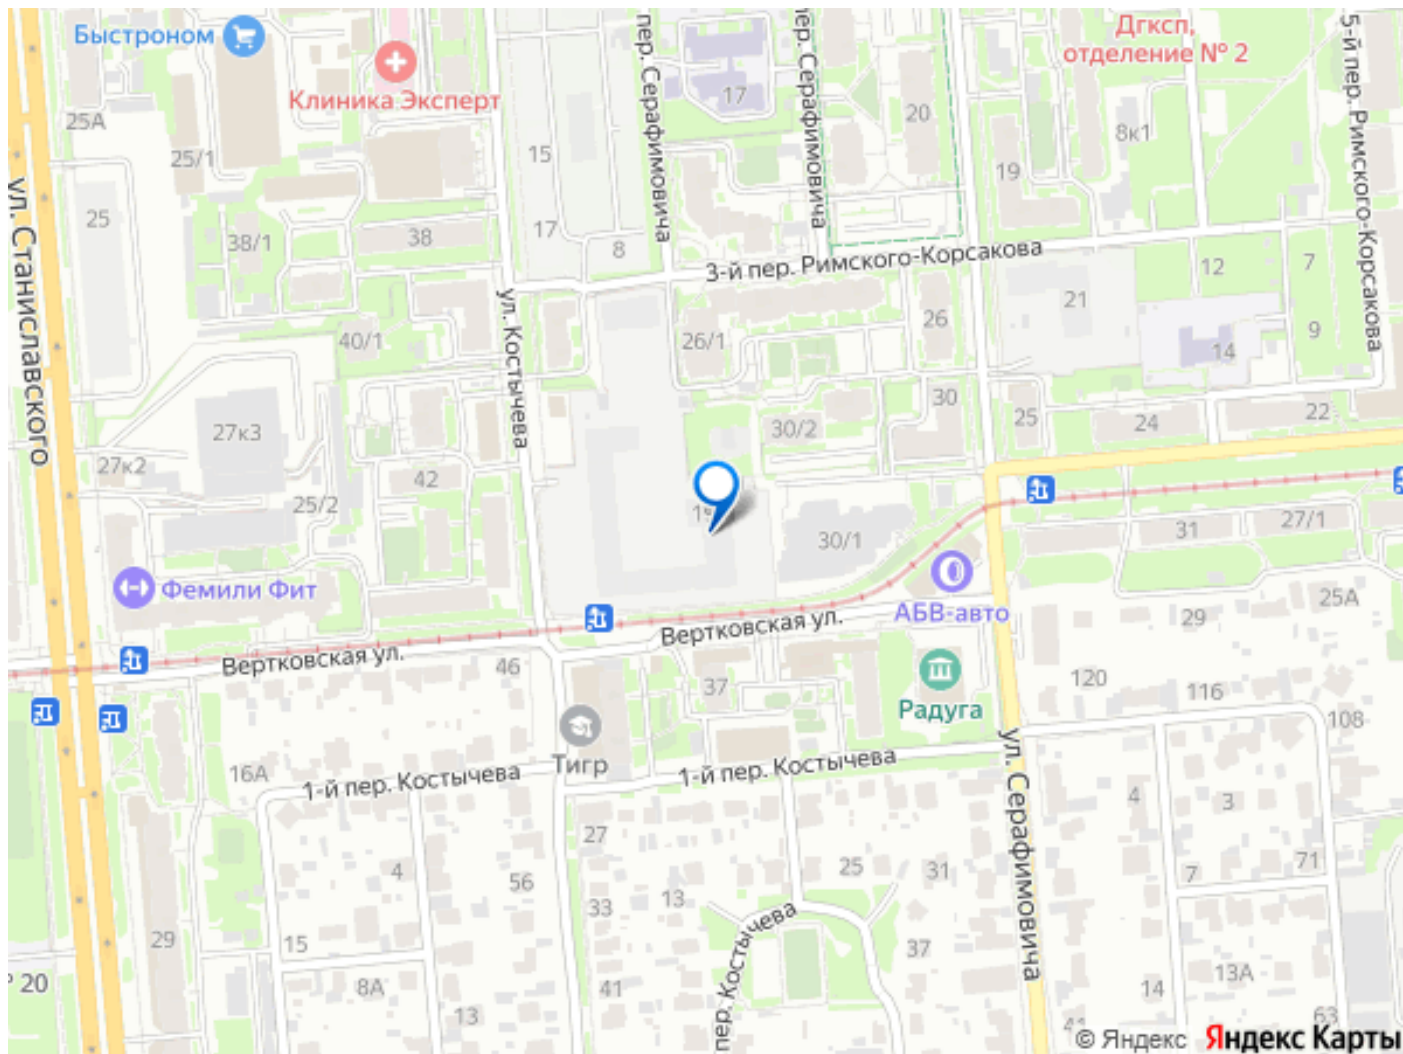 Быстроном
Клиника Эксперт
25А
25/1
15
17
пер. Серафимовича
пер. Серафимовича
17
20
Дгксп,
отделение № 2
8к1
19
5-й пер. Римского-Корсакова
ул. Станиславского
25
38/1
38
17
8
3-й пер. Римского-Корсакова
12
7
21
9
14
ул. Костычева
40/1
26/1
26
30
25
24
22
27к3
27к2
25/2
42
30/2
30/1
31
27/1
Фемили Фит
АБВ-авто
29
25А
Вертковская ул.
Вертковская ул.
46
37
Радуга
120
116
108
Тигр
16А
1-й пер. Костычева
1-й пер. Костычева
ул. Серафимовича
4
3
27
4
56
13
25
31
7
71
33
пер. Костычева
29
15
37
20
8А
41
13
14
13А
63
© Яндекс
Яндекс Карты